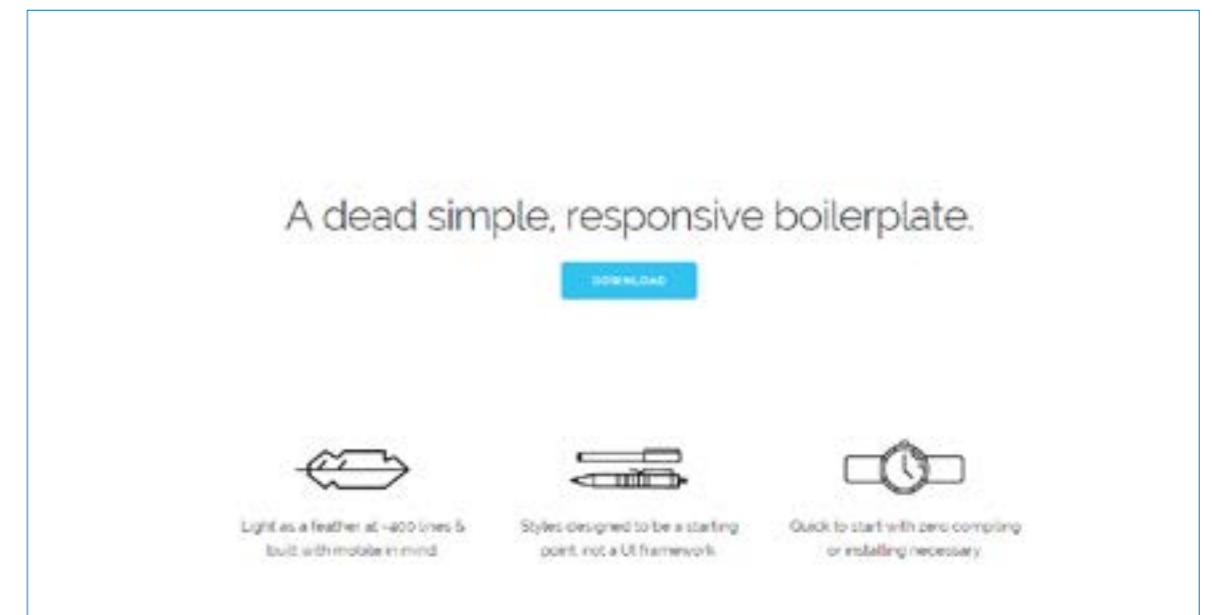 A dead simple, responsive boilerplate.
DOWNLOAD
Light as a feather at ~400 lines &
built with mobile in mind
Styles designed to be a starting
point, not a UI framework
Quick to start with zero compiling
or installing necessary